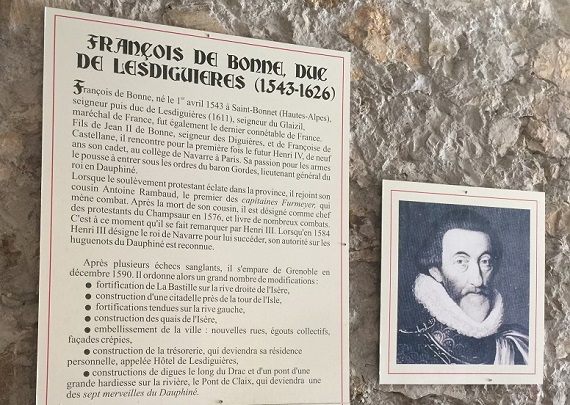 FRANÇOIS DE BONNE, DUC
DE LESDIGUIERES (1543-1626)
François de Bonne, né le 1er avril 1543 à Saint-Bonnet (Hautes-Alpes),
seigneur puis duc de Lesdiguières (1611), seigneur du Glaizil,
maréchal de France, fut également le dernier connétable de France.
Fils de Jean II de Bonne, seigneur des Diguières, et de Françoise de
Castellane, il rencontre pour la première fois le futur Henri IV, de neuf
ans son cadet, au collège de Navarre à Paris. Sa passion pour les armes
le pousse à entrer sous les ordres du baron Gordes, lieutenant général du
roi en Dauphiné.
Lorsque le soulèvement protestant éclate dans la province, il rejoint son
cousin Antoine Rambaud, le premier des capitaines Furmeyer, qui
mène combat. Après la mort de son cousin, il est désigné comme chef
des protestants du Champsaur en 1576, et livre de nombreux combats.
C'est à ce moment qu'il se fait remarquer par Henri III. Lorsqu'en 1584
Henri III désigne le roi de Navarre pour lui succéder, son autorité sur les
huguenots du Dauphiné est reconnue.
Après plusieurs échecs sanglants, il s'empare de Grenoble en
décembre 1590. Il ordonne alors un grand nombre de modifications :
● fortification de La Bastille sur la rive droite de l'Isère,
● construction d'une citadelle près de la tour de l'Isle,
● fortifications tendues sur la rive gauche,
● construction des quais de l'Isère,
● embellissement de la ville : nouvelles rues, égouts collectifs,
façades crépies,
● construction de la trésorerie, qui deviendra sa résidence
personnelle, appelée Hôtel de Lesdiguières,
● constructions de digues le long du Drac et d'un pont d'une
grande hardiesse sur la rivière, le Pont de Claix, qui deviendra une
des sept merveilles du Dauphiné.